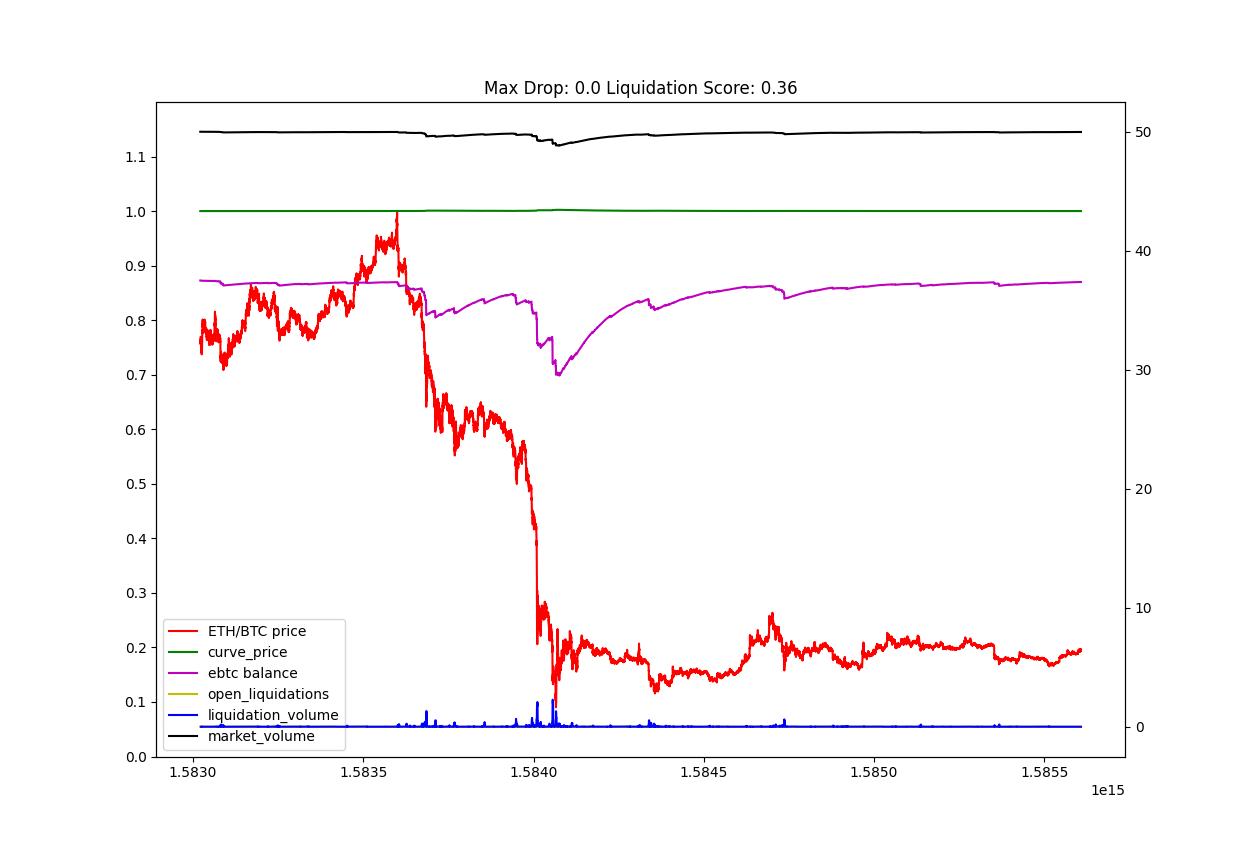 Max Drop: 0.0 Liquidation Score: 0.36
1.1
1.0
0.9
0.8
0.7
0.6
0.5
0.4
0.3
0.2
0.1
0.0
50
40
30
20
10
0
ETH/BTC price
curve_price
ebtc balance
open_liquidations
liquidation_volume
market_volume
1.5830 1.5835 1.5840 1.5845 1.5850 1.5855
1e15